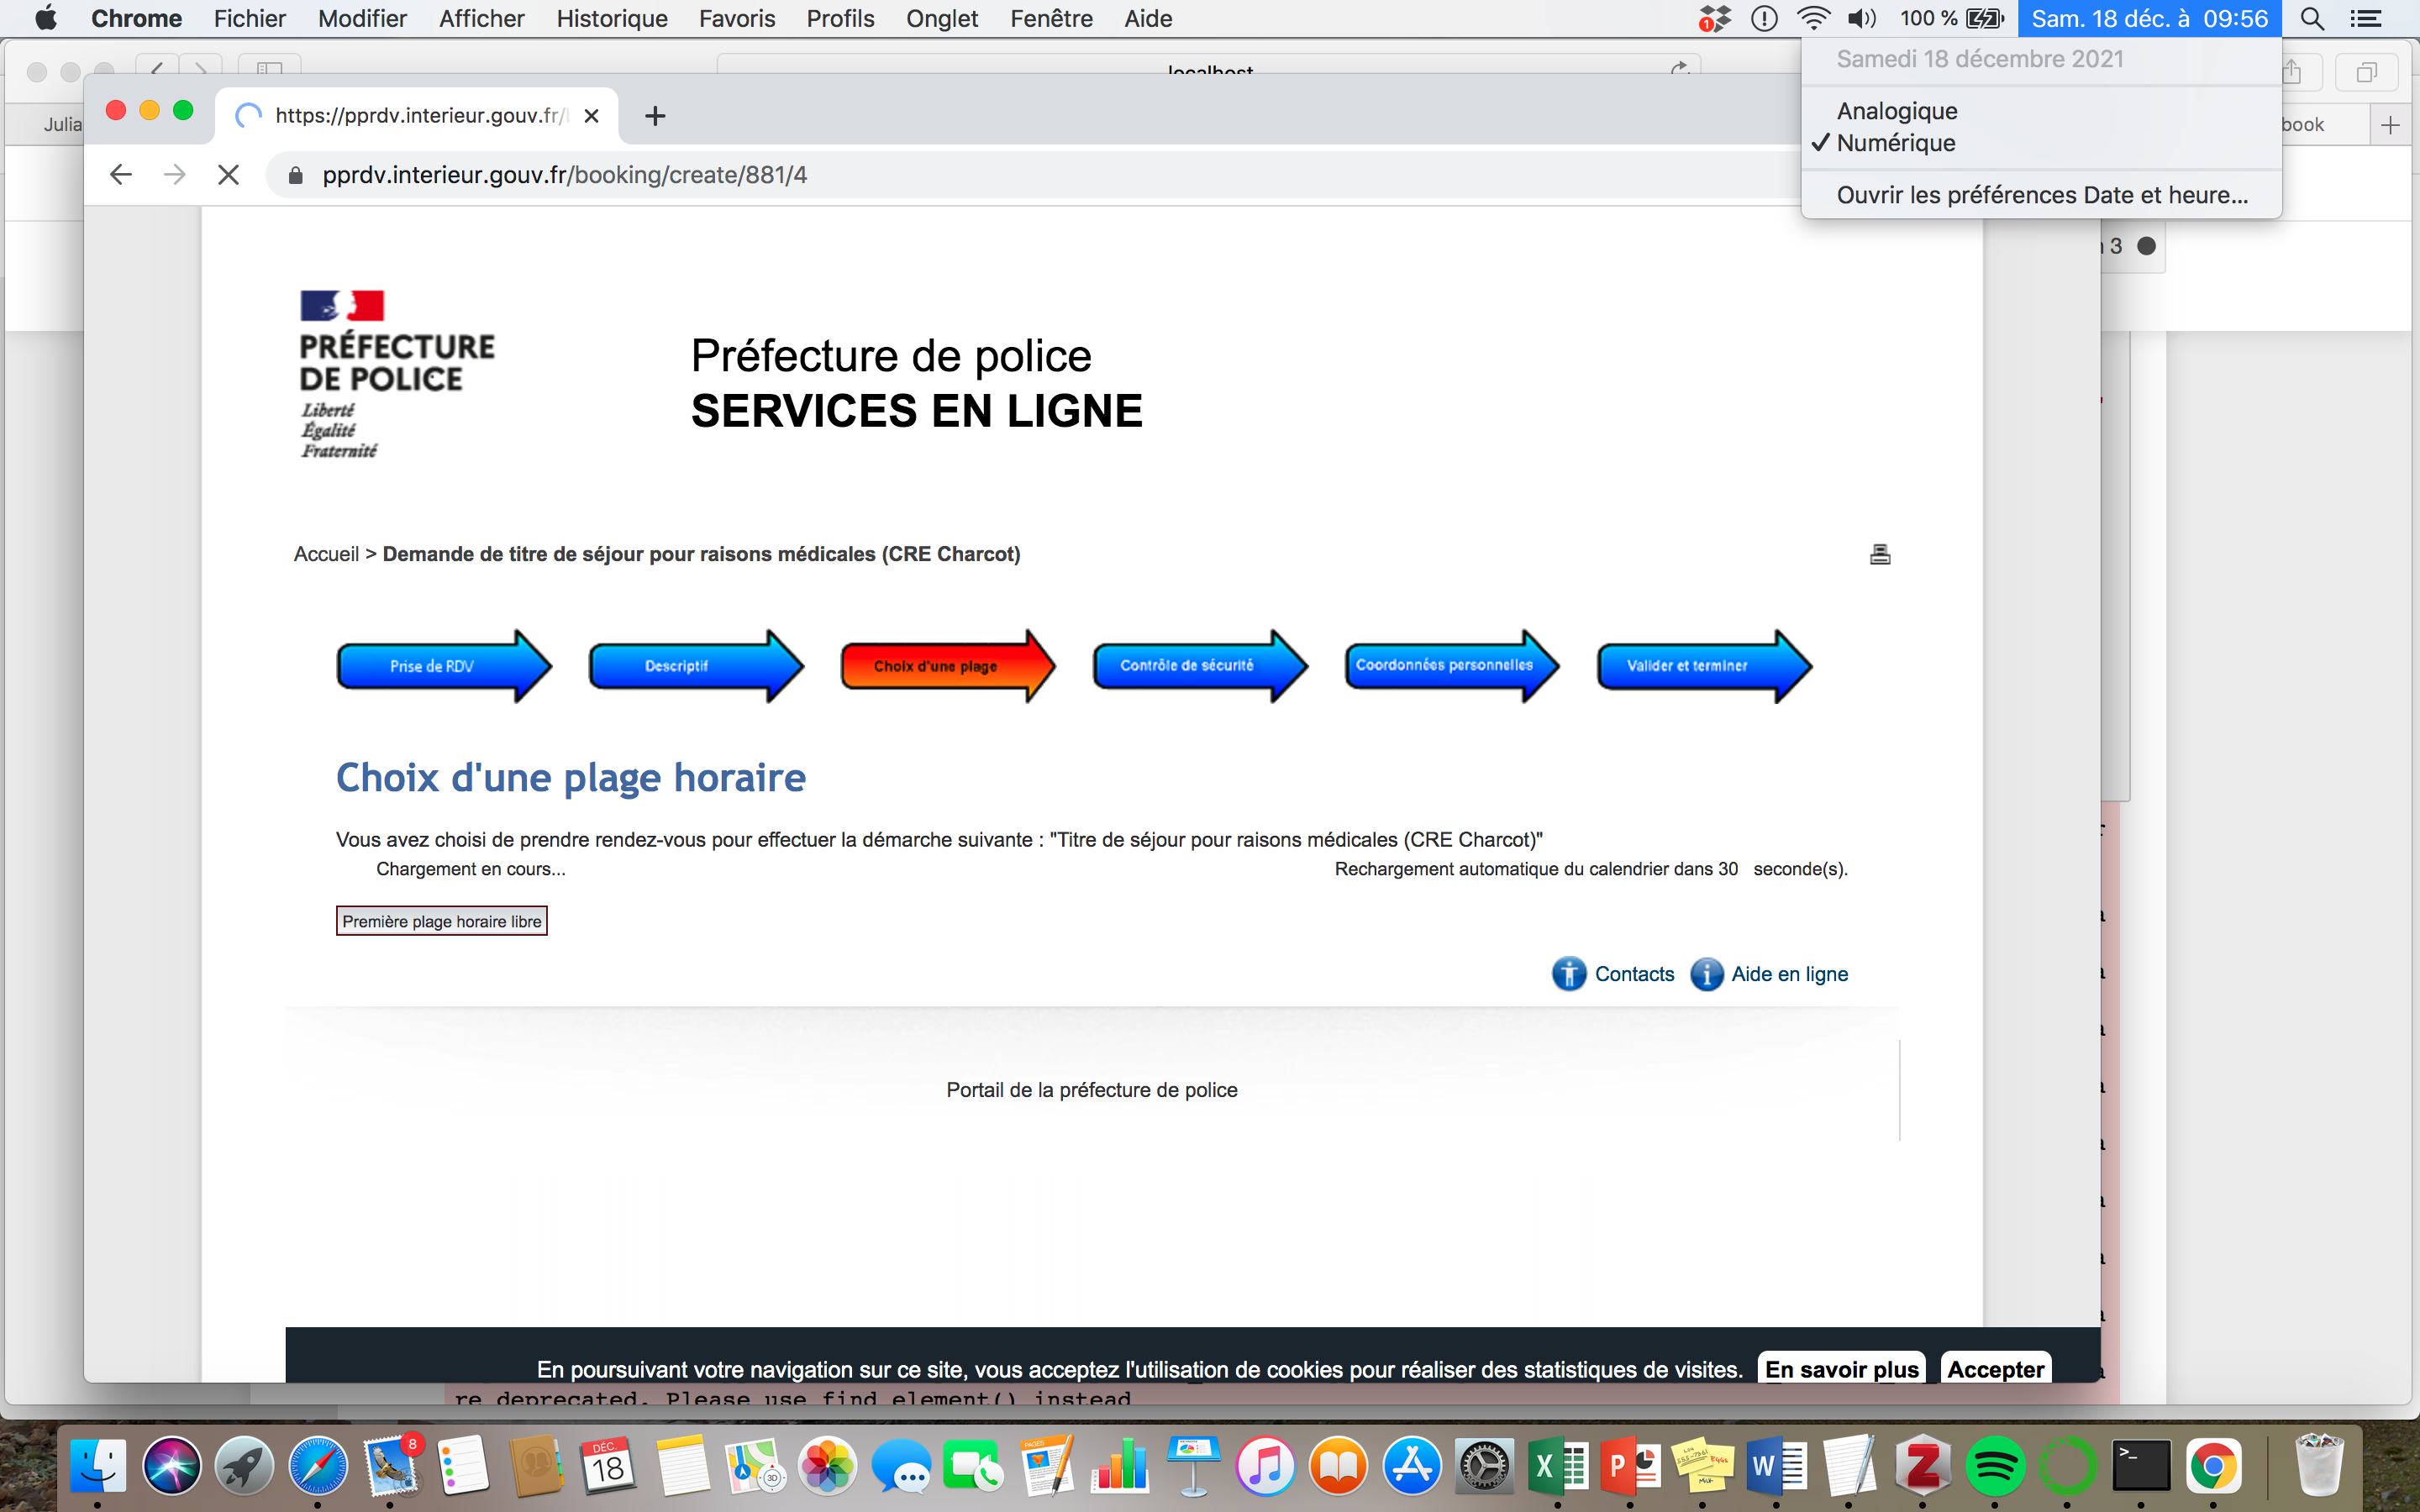 Chrome Fichier Modifier Afficher Historique Favoris Profils Onglet Fenêtre Aide 1 100 % Sam. 18 déc. à 09:56
Samedi 18 décembre 2021
Analogique
✓ Numérique
Ouvrir les préférences Date et heure...
localhost
Julia
book
https://pprdv.interieur.gouv.fr/
pprdv.interieur.gouv.fr/booking/create/881/4
3
PRÉFECTURE
DE POLICE
Liberté
Égalité
Fraternité
Préfecture de police
SERVICES EN LIGNE
Accueil > Demande de titre de séjour pour raisons médicales (CRE Charcot)
Prise de RDV
Descriptif
Choix d'une plage
Contrôle de sécurité
Coordonnées personnelles
Valider et terminer
Choix d'une plage horaire
Vous avez choisi de prendre rendez-vous pour effectuer la démarche suivante : "Titre de séjour pour raisons médicales (CRE Charcot)"
Chargement en cours... Rechargement automatique du calendrier dans 30 seconde(s).
Première plage horaire libre
Contacts
Aide en ligne
Portail de la préfecture de police
En poursuivant votre navigation sur ce site, vous acceptez l'utilisation de cookies pour réaliser des statistiques de visites. En savoir plus Accepter
re deprecated. Please use find_element() instead
8
DÉC.
18
3D
PAGES